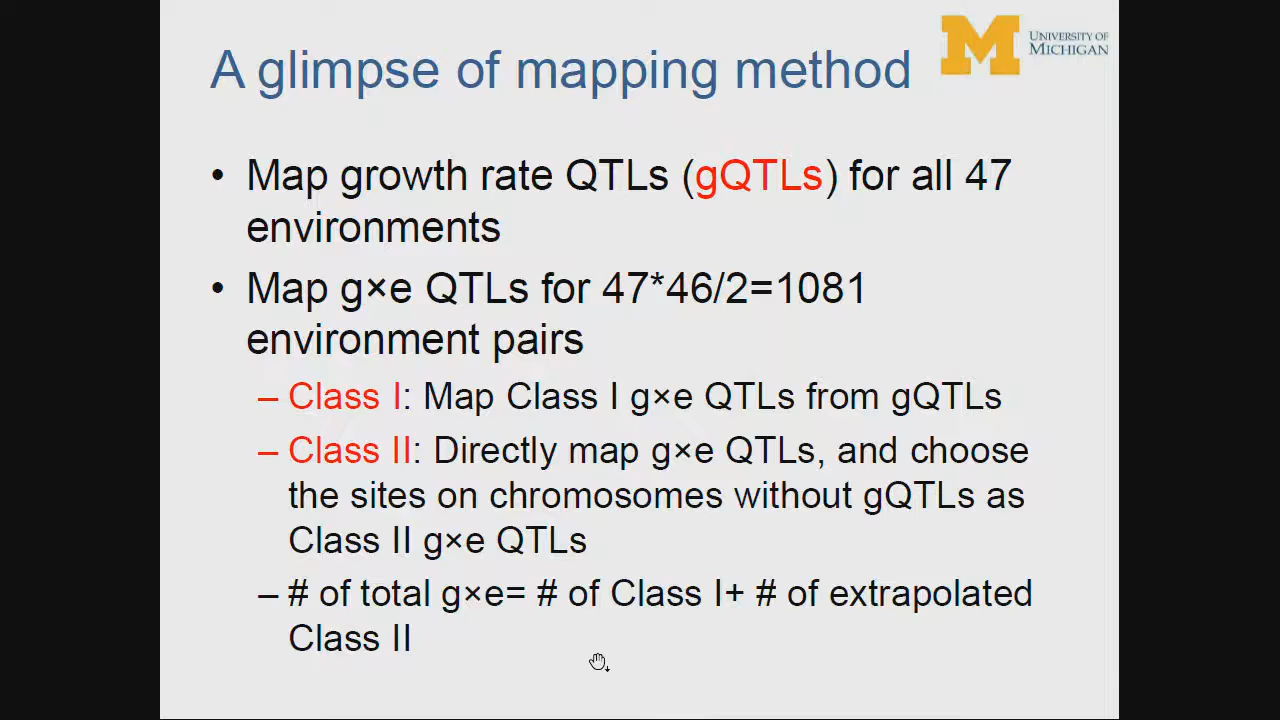 A glimpse of mapping method
UNIVERSITY OF
MICHIGAN
• Map growth rate QTLs (gQTLs) for all 47
environments
• Map g×e QTLs for 47*46/2=1081
environment pairs
– Class I: Map Class I g×e QTLs from gQTLs
– Class II: Directly map g×e QTLs, and choose
the sites on chromosomes without gQTLs as
Class II g×e QTLs
– # of total g×e= # of Class I+ # of extrapolated
Class II